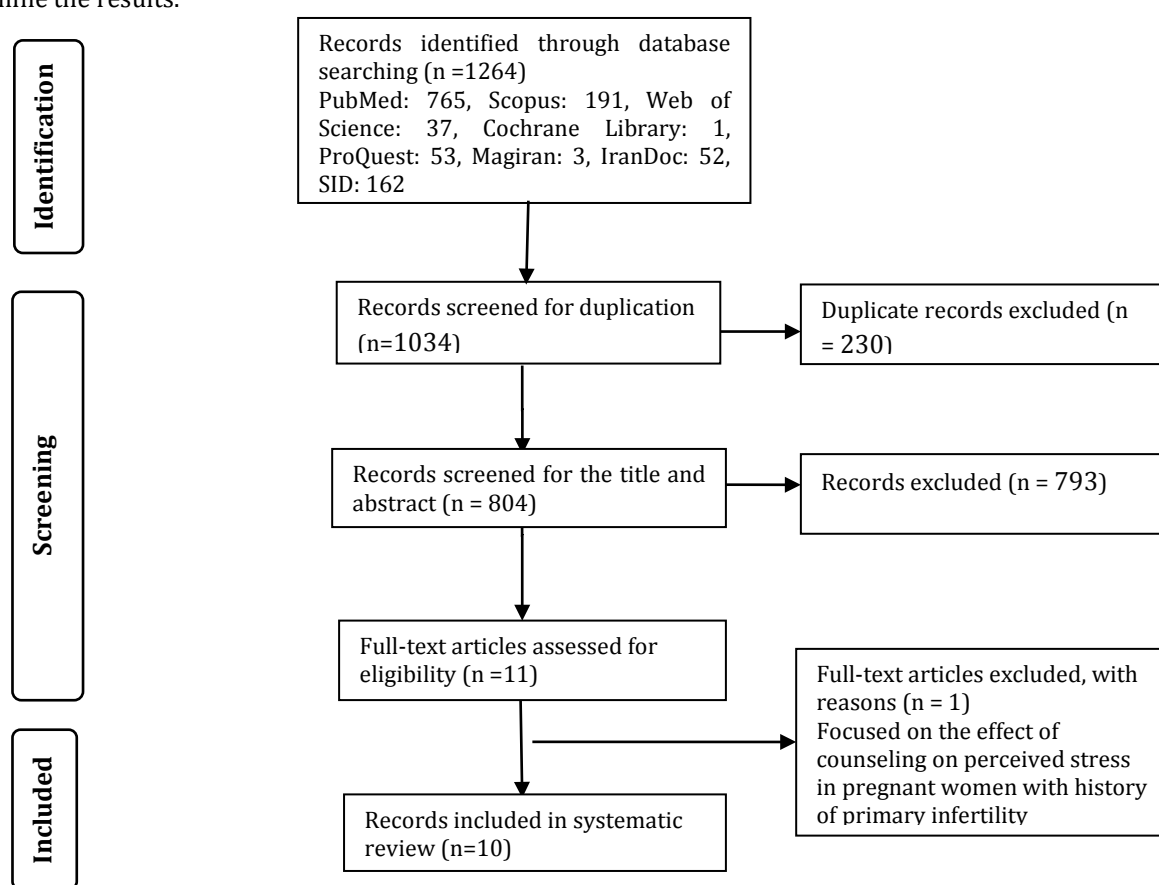 Identification
Records identified through database
searching (n =1264)
PubMed: 765, Scopus: 191, Web of
Science: 37, Cochrane Library: 1,
ProQuest: 53, Magiran: 3, IranDoc: 52,
SID: 162
Screening
Records screened for duplication
(n=1034)
Duplicate records excluded (n
= 230)
Records screened for the title and
abstract (n = 804)
Records excluded (n = 793)
Full-text articles assessed for
eligibility (n =11)
Full-text articles excluded, with
reasons (n = 1)
Focused on the effect of
counseling on perceived stress
in pregnant women with history
of primary infertility
Included
Records included in systematic
review (n=10)